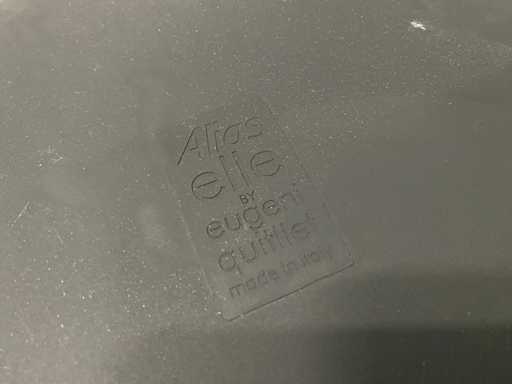 Alias
elle
BY
eugeni
quitllet
made in Italy